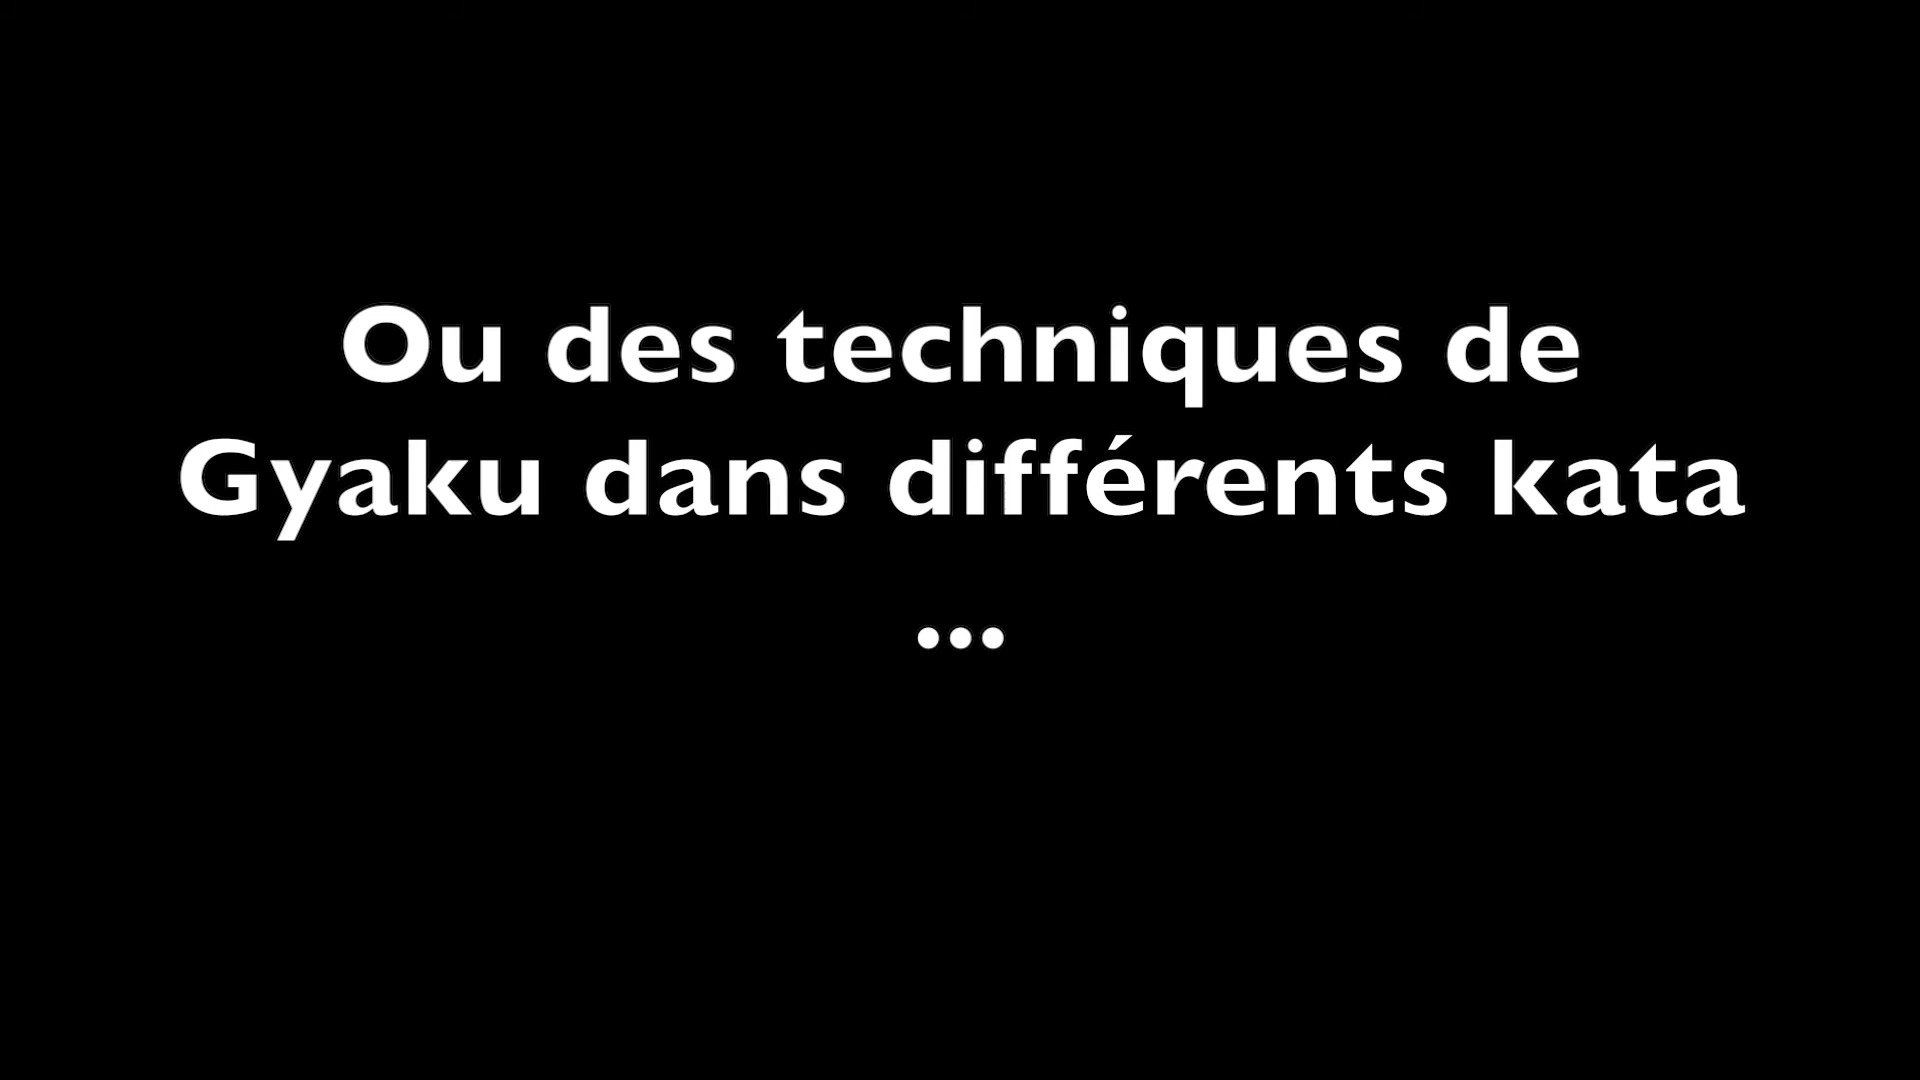 Ou des techniques de
Gyaku dans différents kata
...